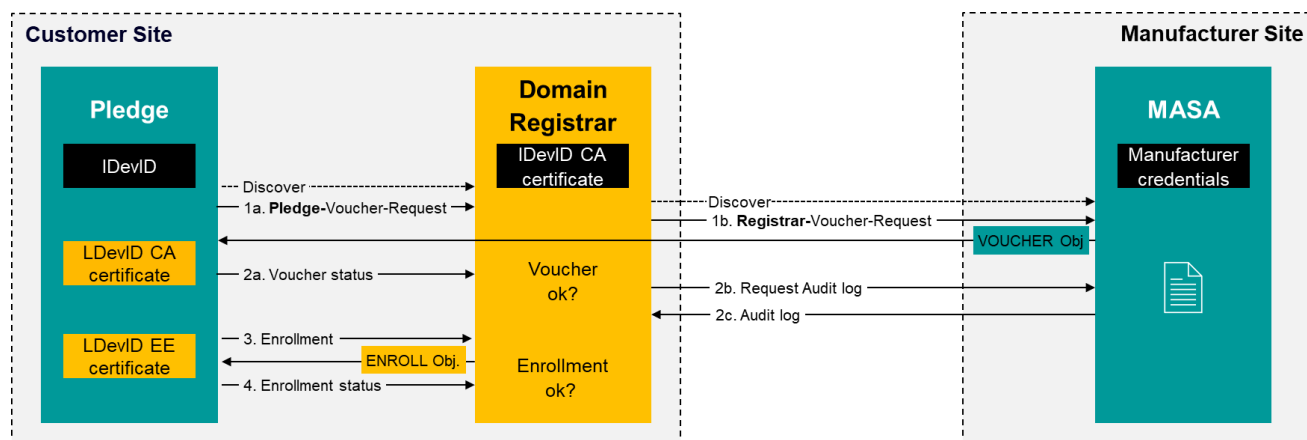 Customer Site
Manufacturer Site
Pledge
Domain
Registrar
MASA
IDevID
IDevID CA
certificate
Manufacturer
credentials
Discover
1a. Pledge-Voucher-Request
Discover
1b. Registrar-Voucher-Request
VOUCHER Obj
LDevID CA
certificate
2a. Voucher status
Voucher
ok?
2b. Request Audit log
2c. Audit log
LDevID EE
certificate
3. Enrollment
ENROLL Obj.
4. Enrollment status
Enrollment
ok?